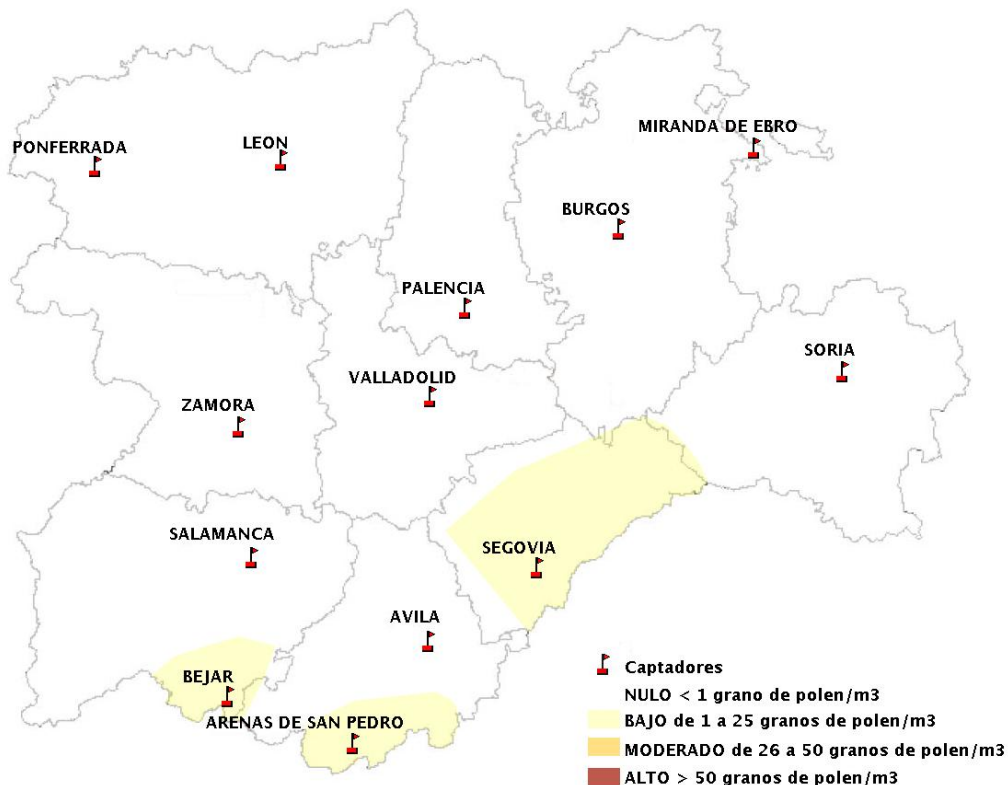 MIRANDA DE EBRO
PONFERRADA
LEON
BURGOS
PALENCIA
SORIA
VALLADOLID
ZAMORA
SALAMANCA
SEGOVIA
AVILA
BEJAR
ARENAS DE SAN PEDRO
Captadores
NULO < 1 grano de polen/m3
BAJO de 1 a 25 granos de polen/m3
MODERADO de 26 a 50 granos de polen/m3
ALTO > 50 granos de polen/m3